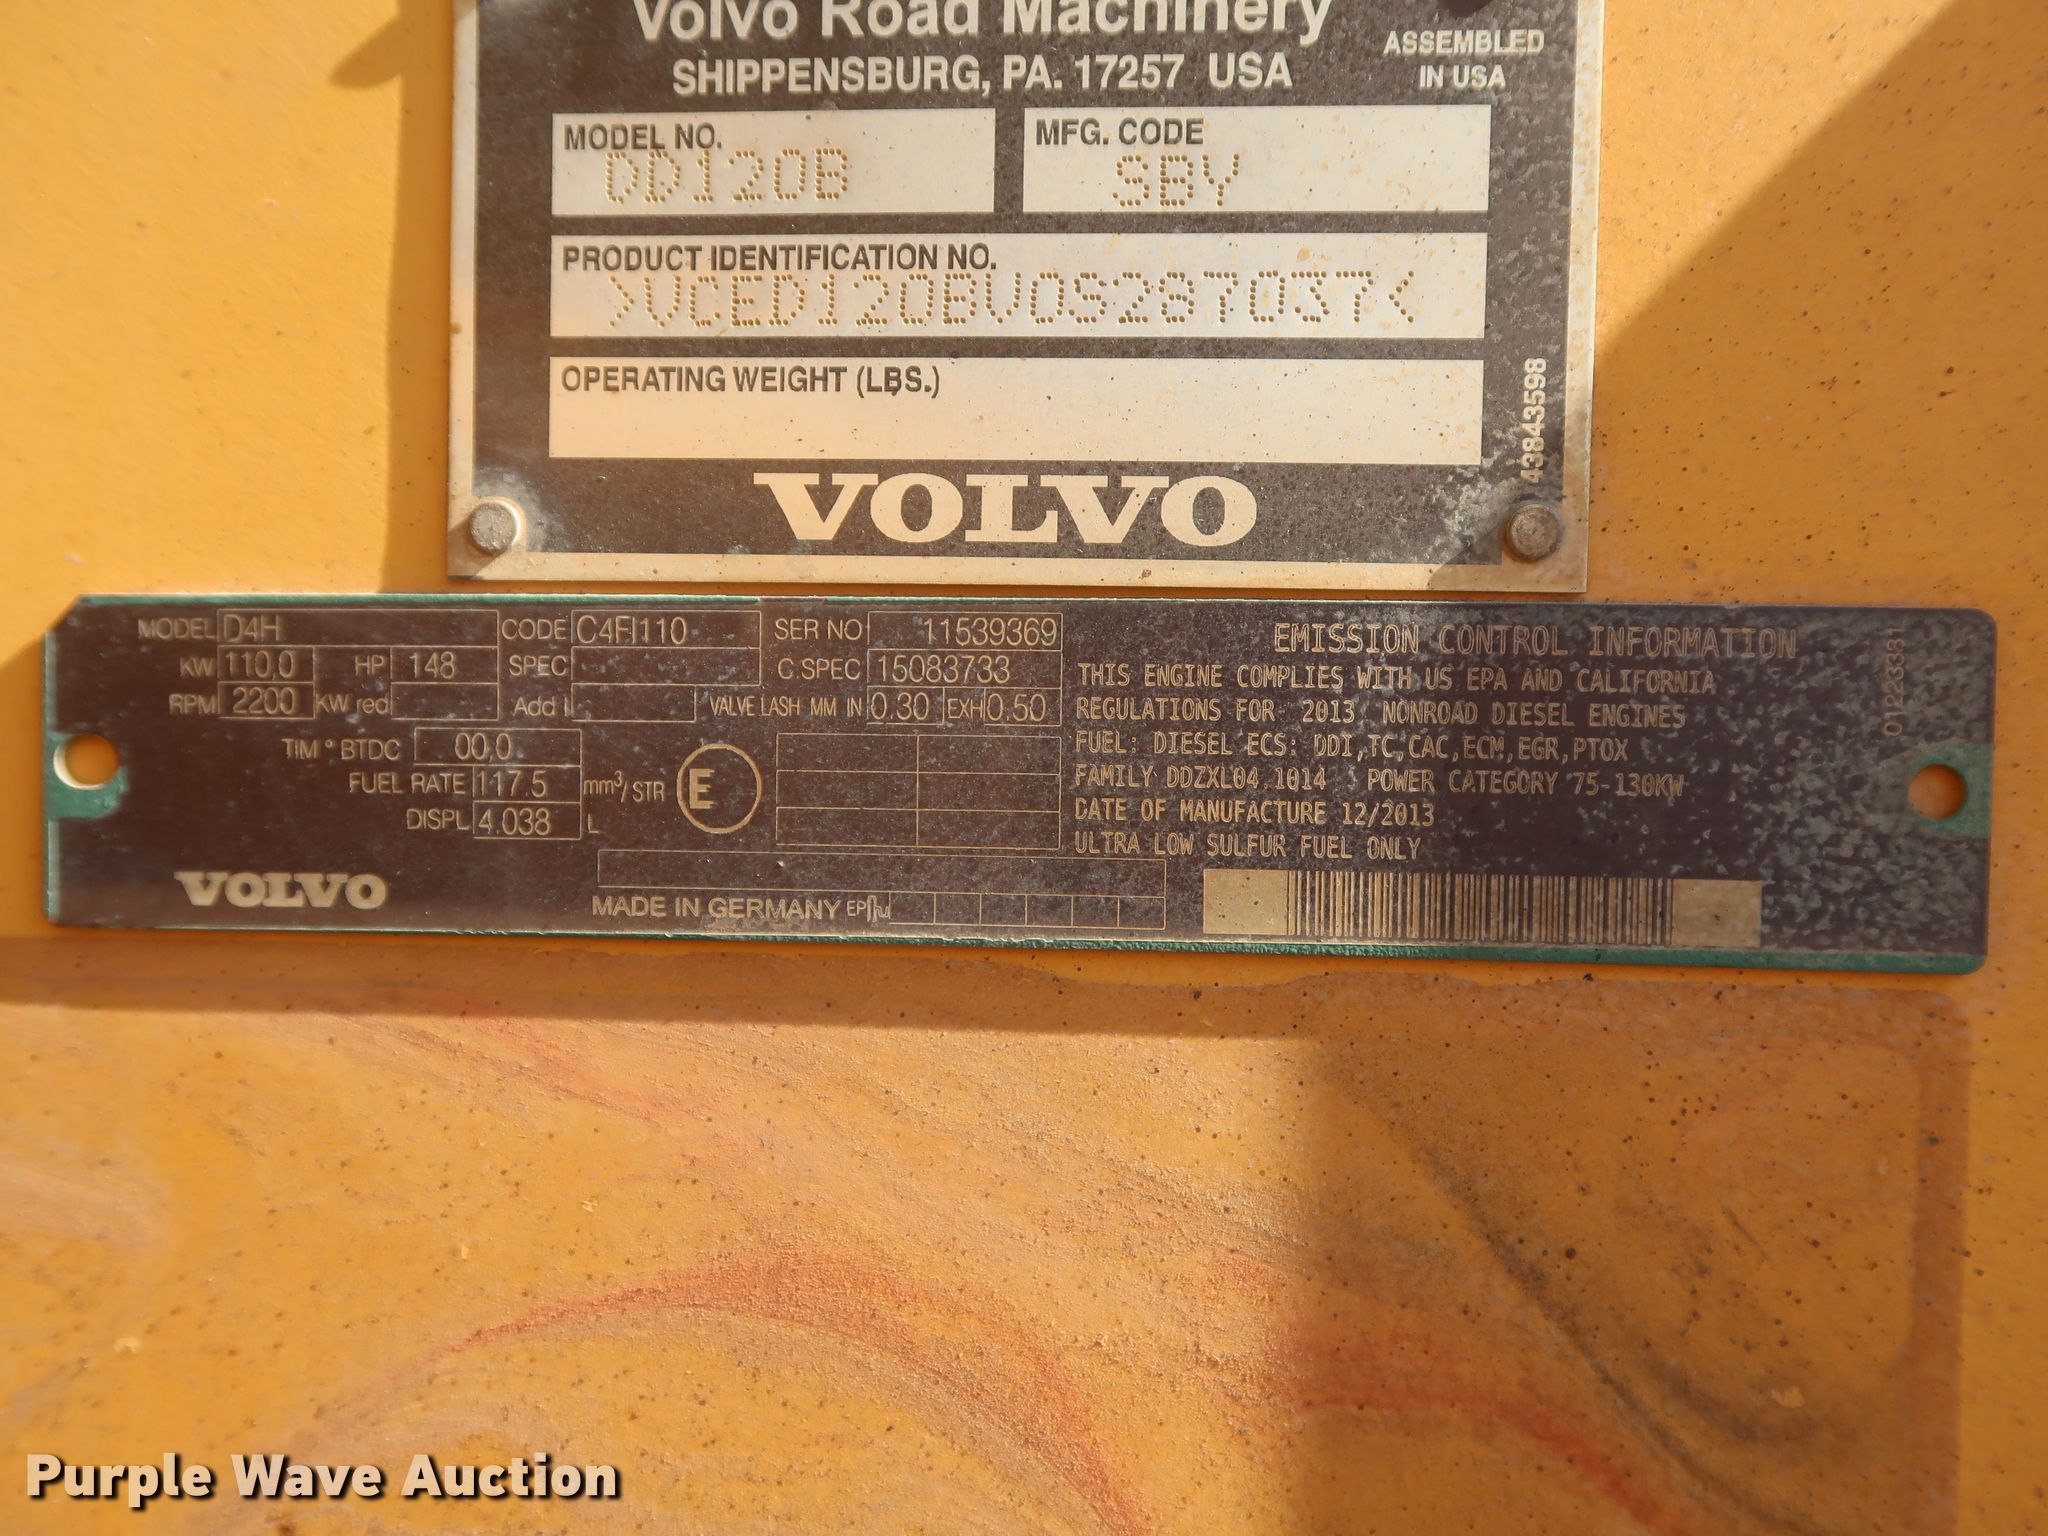 Volvo Road Machinery
SHIPPENSBURG, PA. 17257 USA
ASSEMBLED
IN USA
MODEL NO.
DD120B
MFG. CODE
SBY
PRODUCT IDENTIFICATION NO.
>VCED120BV0S287037<
OPERATING WEIGHT (LBS.)
43843598
VOLVO
MODEL D4H CODE C4FI110 SER NO 11539369
KW 110,0 HP 148 SPEC C.SPEC 15083733
RPM 2200 KW red Add I VALVE LASH MM IN 0.30 EXH 0.50
TIM ° BTDC 00,0
FUEL RATE 117.5 mm³/STR E
DISPL 4.038 L
VOLVO
MADE IN GERMANY EP
EMISSION CONTROL INFORMATION
THIS ENGINE COMPLIES WITH US EPA AND CALIFORNIA
REGULATIONS FOR 2013 NONROAD DIESEL ENGINES
FUEL: DIESEL ECS: DDI,TC,CAC,ECM,EGR,PTOX
FAMILY DDZXL04.1014 POWER CATEGORY 75-130KW
DATE OF MANUFACTURE 12/2013
ULTRA LOW SULFUR FUEL ONLY
01223381
Purple Wave Auction